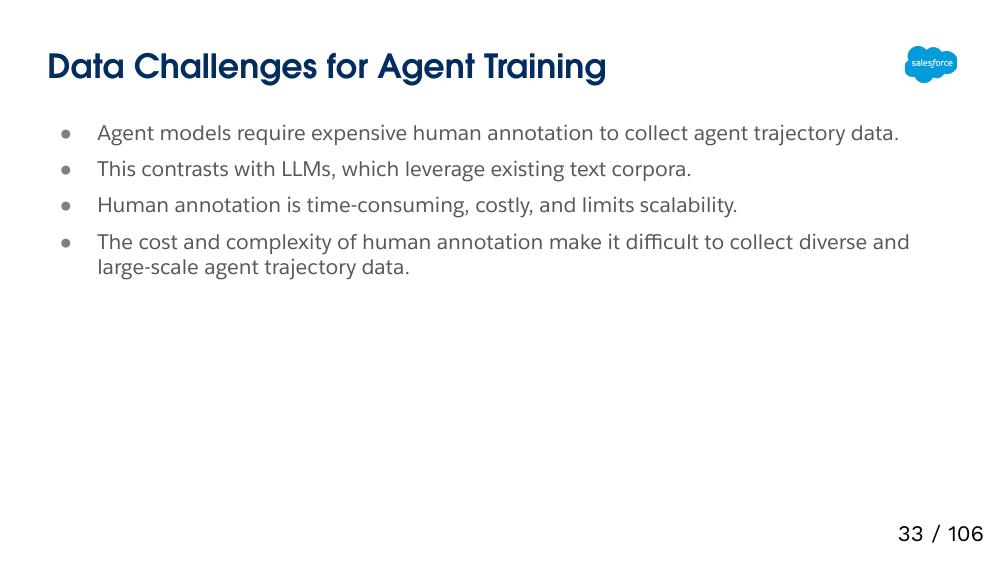 Data Challenges for Agent Training
salesforce
● Agent models require expensive human annotation to collect agent trajectory data.
● This contrasts with LLMs, which leverage existing text corpora.
● Human annotation is time-consuming, costly, and limits scalability.
● The cost and complexity of human annotation make it difficult to collect diverse and
large-scale agent trajectory data.
33 / 106